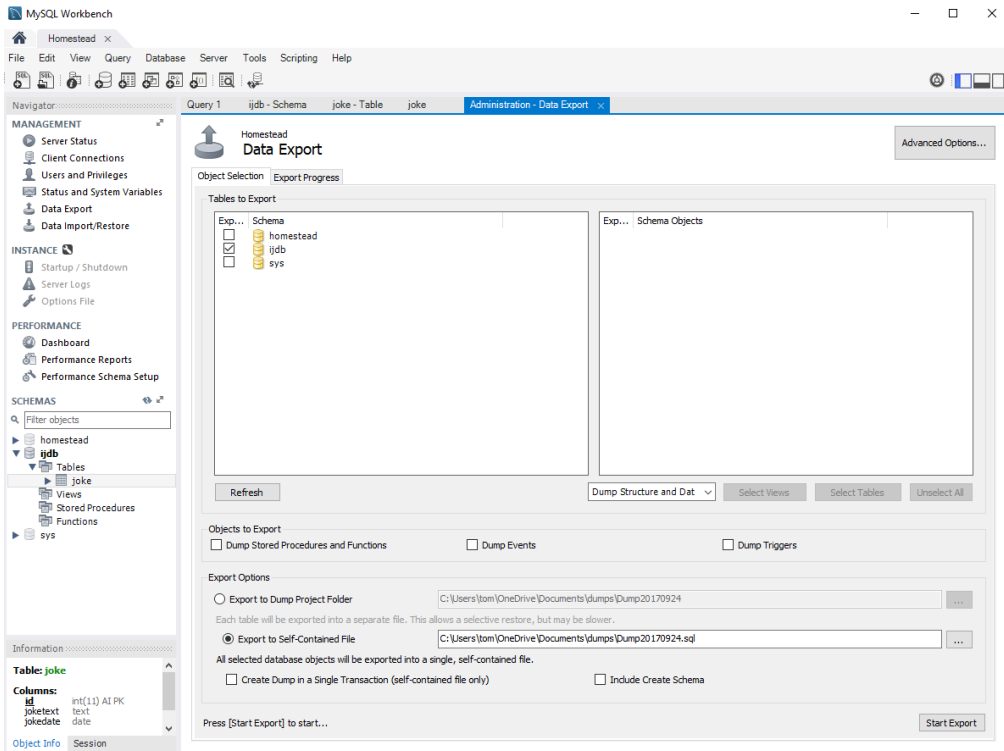 MySQL Workbench
Homestead
File Edit View Query Database Server Tools Scripting Help
Navigator
MANAGEMENT
Server Status
Client Connections
Users and Privileges
Status and System Variables
Data Export
Data Import/Restore
INSTANCE
Startup / Shutdown
Server Logs
Options File
PERFORMANCE
Dashboard
Performance Reports
Performance Schema Setup
SCHEMAS
Filter objects
homestead
ijdb
Tables
joke
Views
Stored Procedures
Functions
sys
Information
Table: joke
Columns:
id int(11) AI PK
joketext text
jokedate date
Object Info Session
Query 1 ijdb - Schema joke - Table joke Administration - Data Export
Homestead
Data Export
Advanced Options...
Object Selection Export Progress
Tables to Export
Exp... Schema
homestead
ijdb
sys
Exp... Schema Objects
Refresh
Dump Structure and Dat
Select Views
Select Tables
Unselect All
Objects to Export
Dump Stored Procedures and Functions Dump Events Dump Triggers
Export Options
Export to Dump Project Folder C:\Users\tom\OneDrive\Documents\dumps\Dump20170924 ...
Each table will be exported into a separate file. This allows a selective restore, but may be slower.
Export to Self-Contained File C:\Users\tom\OneDrive\Documents\dumps\Dump20170924.sql ...
All selected database objects will be exported into a single, self-contained file.
Create Dump in a Single Transaction (self-contained file only) Include Create Schema
Press [Start Export] to start...
Start Export